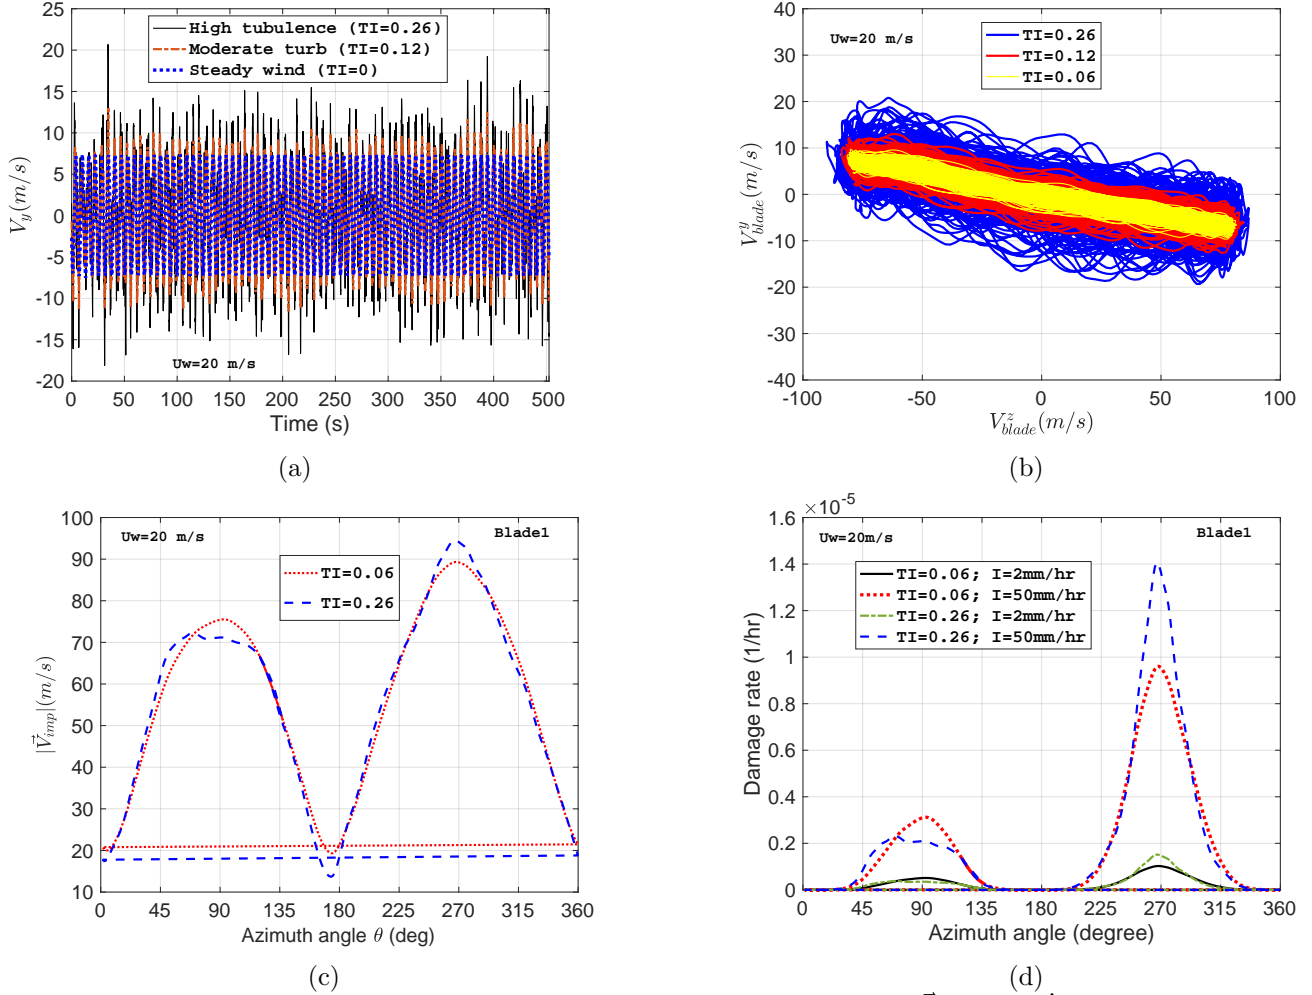 High turbulence (TI=0.26)
Moderate turb (TI=0.12)
Steady wind (TI=0)
25
20
15
10
5
0
-5
-10
-15
-20
V_y(m/s)
Uw=20 m/s
0 50 100 150 200 250 300 350 400 450 500
Time (s)
(a)
Uw=20 m/s
TI=0.26
TI=0.12
TI=0.06
40
30
20
10
0
-10
-20
-30
-40
V^y_{blade}(m/s)
-100 -50 0 50 100
V^z_{blade}(m/s)
(b)
Uw=20 m/s
Blade1
TI=0.06
TI=0.26
100
90
80
70
60
50
40
30
20
10
|V⃗_{imp}|(m/s)
0 45 90 135 180 225 270 315 360
Azimuth angle θ (deg)
(c)
×10^{-5}
Uw=20m/s
Blade1
TI=0.06; I=2mm/hr
TI=0.06; I=50mm/hr
TI=0.26; I=2mm/hr
TI=0.26; I=50mm/hr
1.6
1.4
1.2
1
0.8
0.6
0.4
0.2
0
Damage rate (1/hr)
0 45 90 135 180 225 270 315 360
Azimuth angle (degree)
(d)